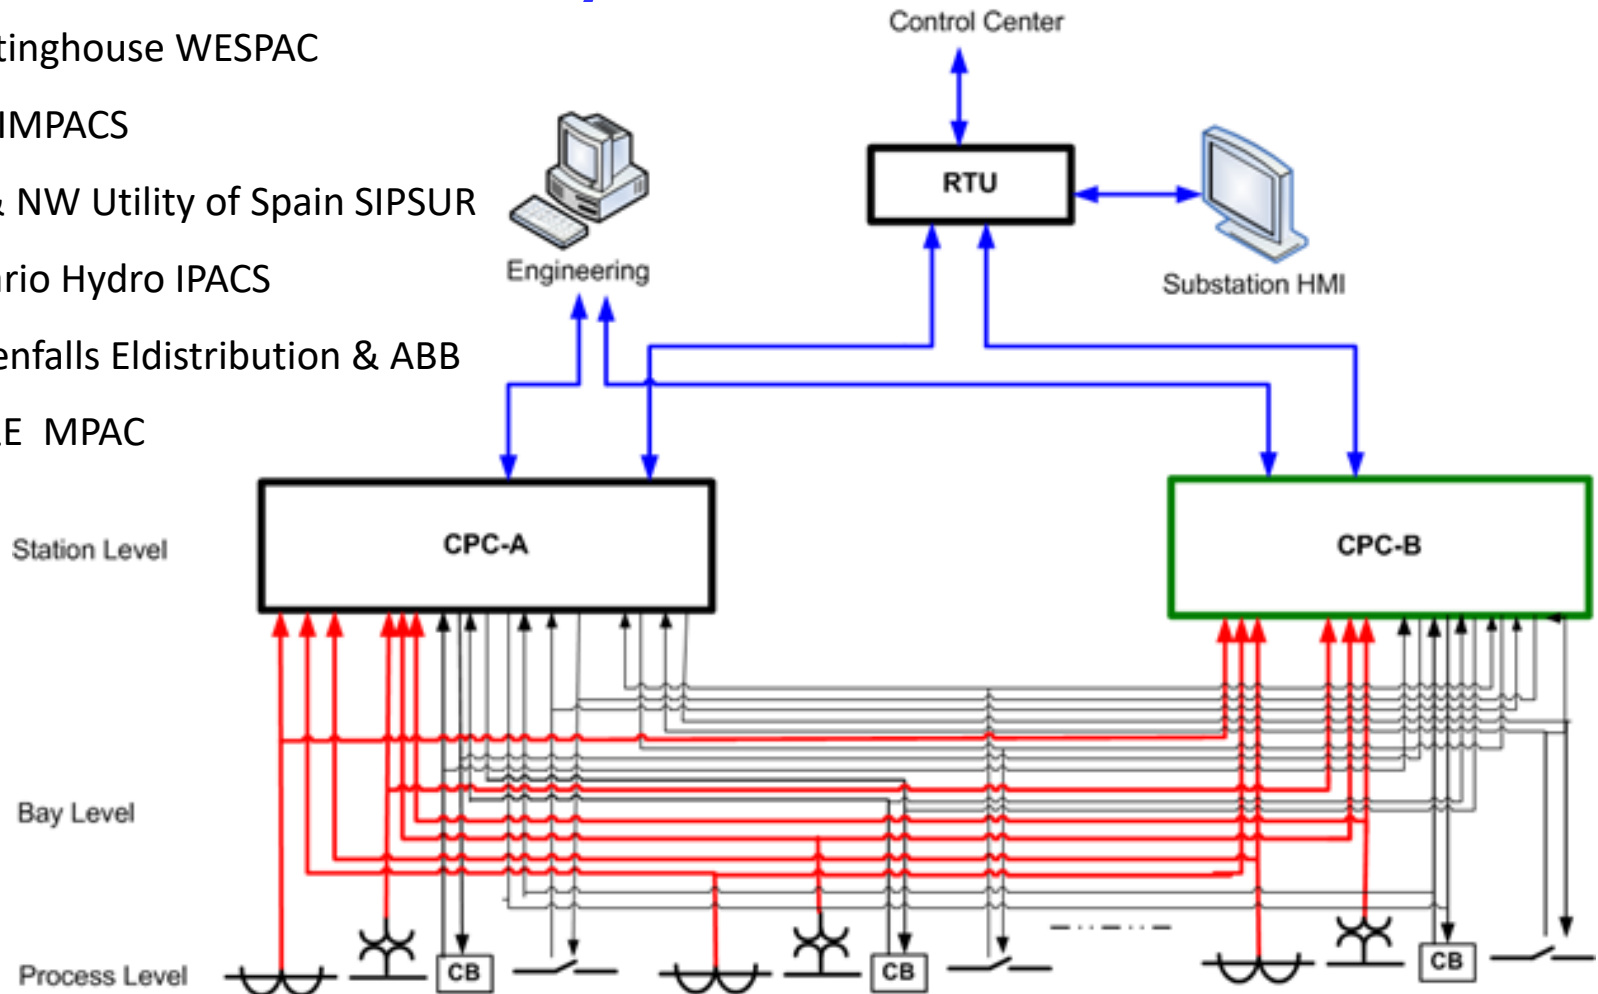 tinghouse WESPAC
IMPACS
& NW Utility of Spain SIPSUR
ario Hydro IPACS
enfalls Eldistribution & ABB
E MPAC
Control Center
RTU
Engineering
Substation HMI
Station Level
CPC-A
CPC-B
Bay Level
Process Level
CB
CB
CB